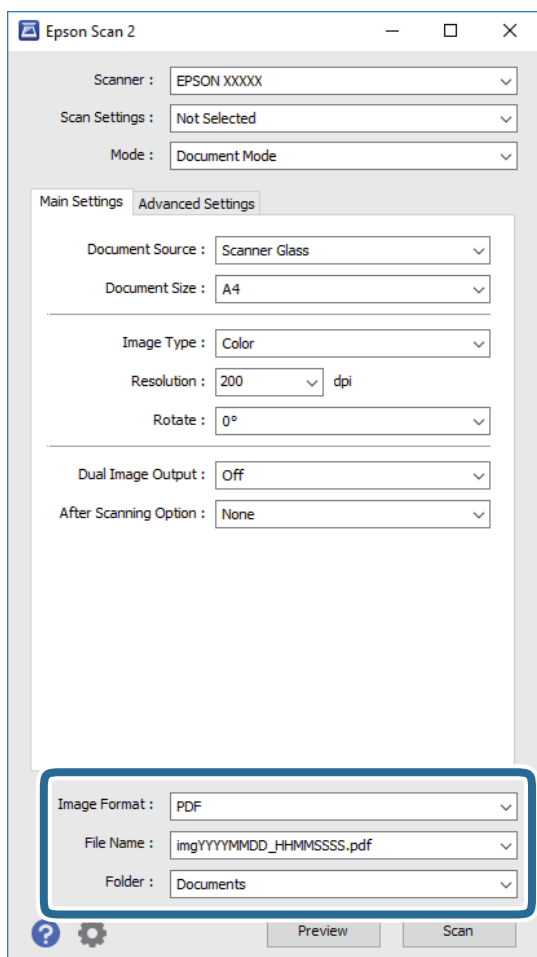 Epson Scan 2
Scanner : EPSON XXXXX
Scan Settings : Not Selected
Mode : Document Mode
Main Settings Advanced Settings
Document Source : Scanner Glass
Document Size : A4
Image Type : Color
Resolution : 200 dpi
Rotate : 0°
Dual Image Output : Off
After Scanning Option : None
Image Format : PDF
File Name : imgYYYYMMDD_HHMMSSSS.pdf
Folder : Documents
? Preview Scan